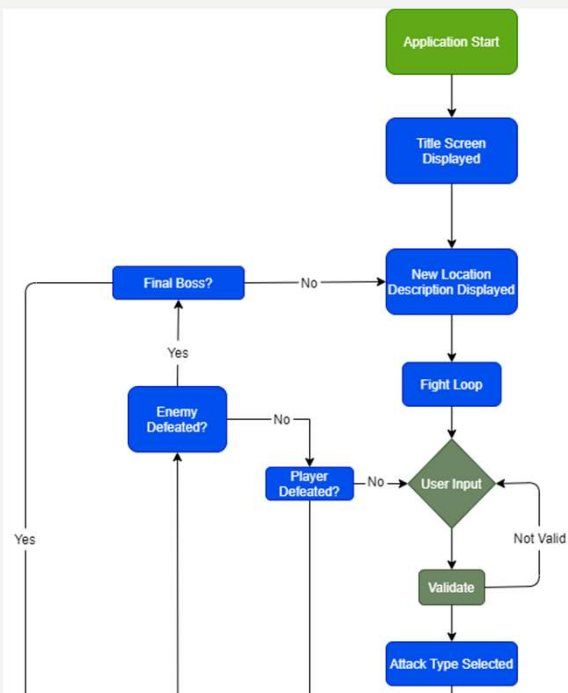 Application Start
Title Screen
Displayed
Final Boss?
No
New Location
Description Displayed
Yes
Fight Loop
Enemy
Defeated?
No
Player
Defeated?
No
User Input
Yes
Not Valid
Validate
Attack Type Selected